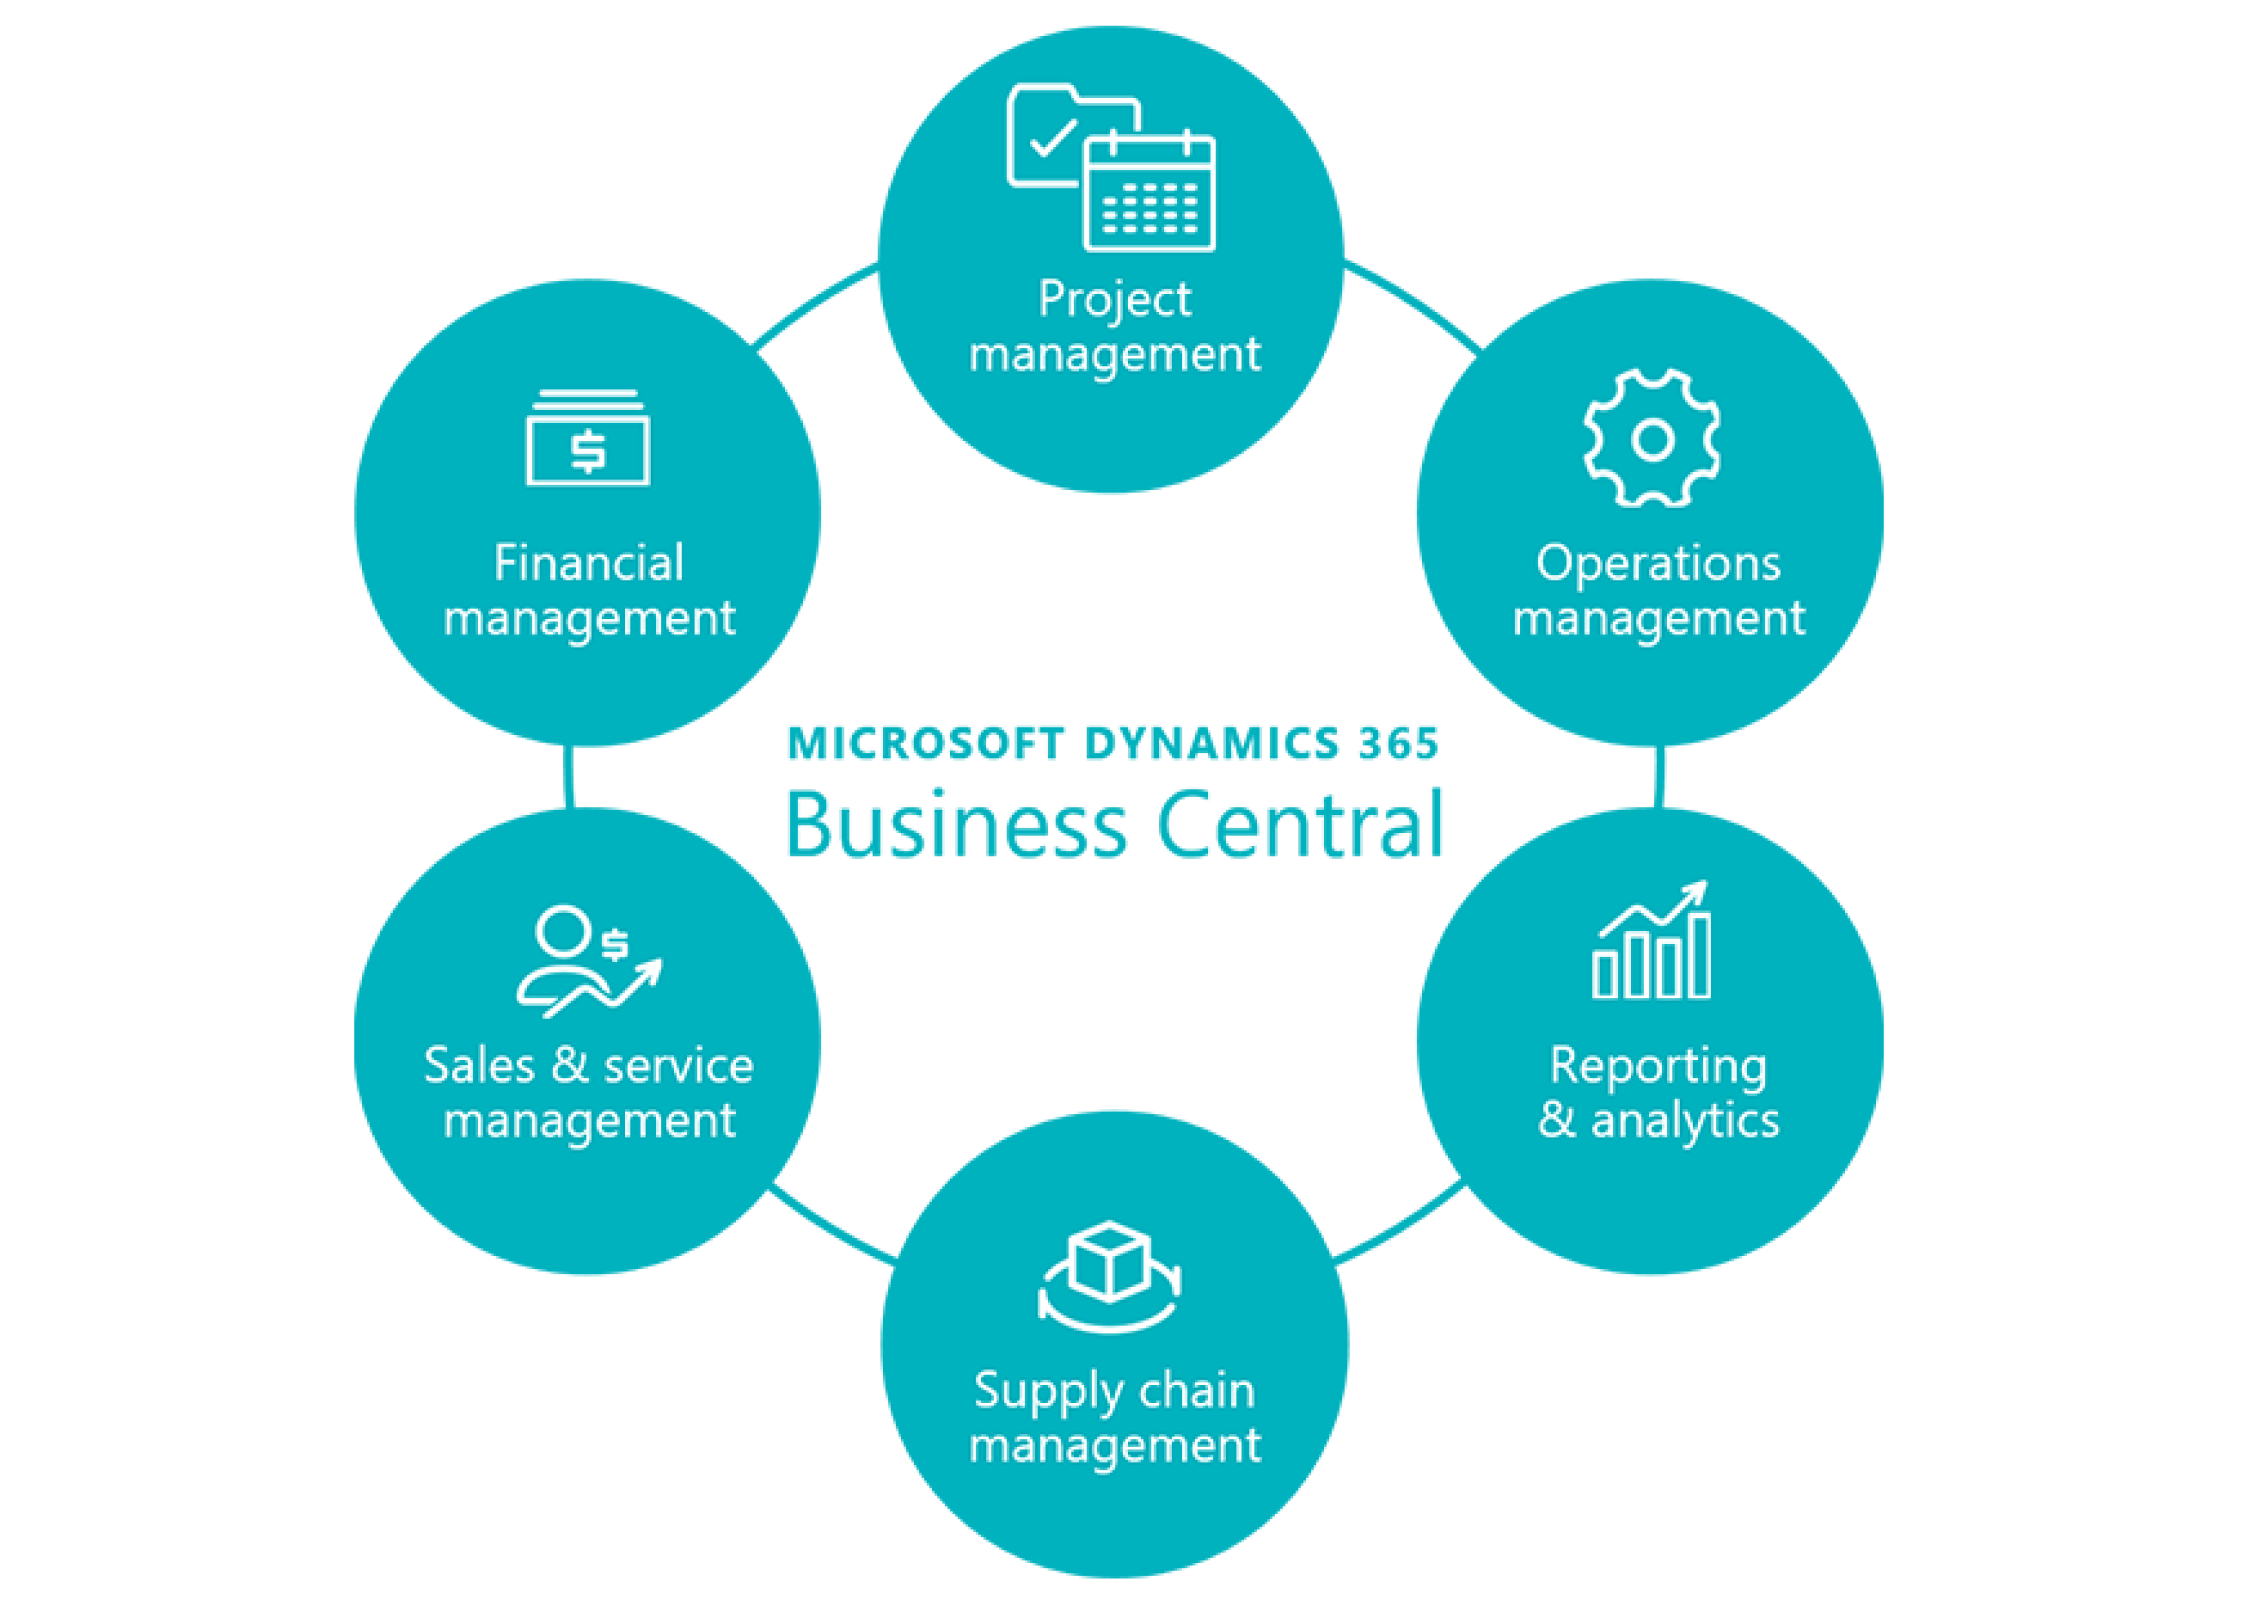 Project
management
Financial
management
Operations
management
MICROSOFT DYNAMICS 365
Business Central
Sales & service
management
Reporting
& analytics
Supply chain
management